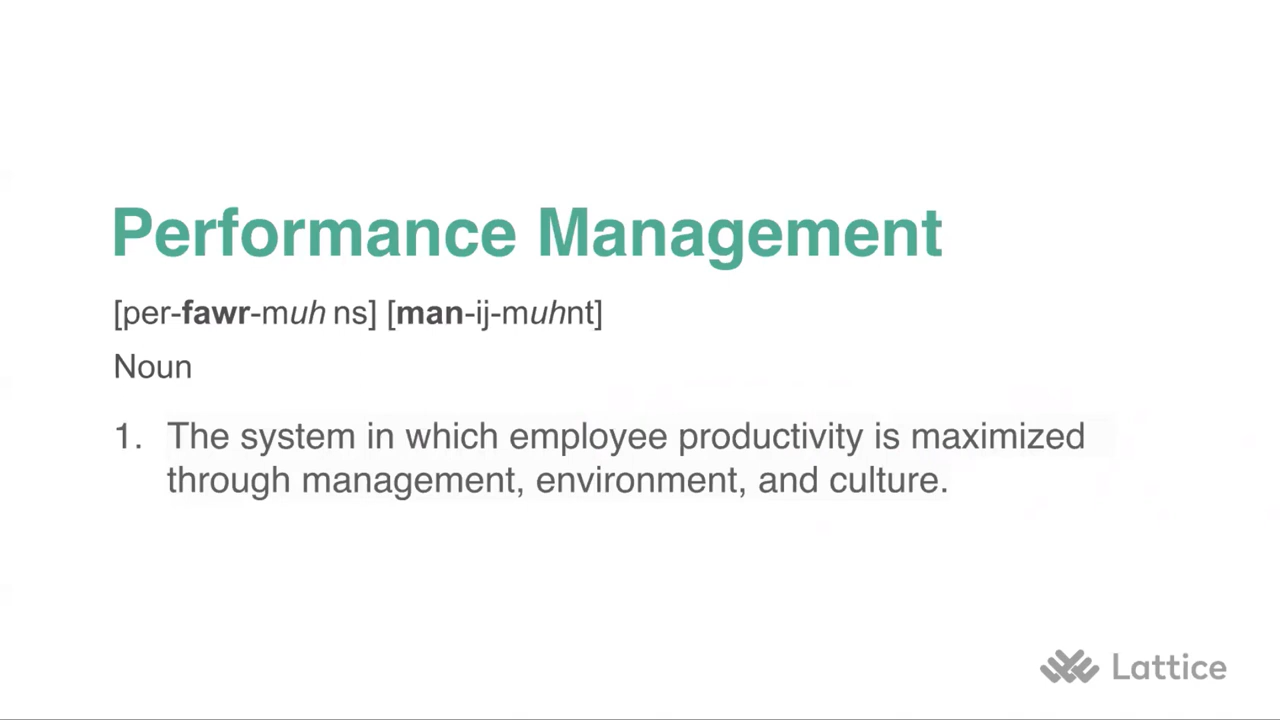 Performance Management
[per-fawr-muh ns] [man-ij-muhnt]
Noun
1. The system in which employee productivity is maximized
through management, environment, and culture.
Lattice